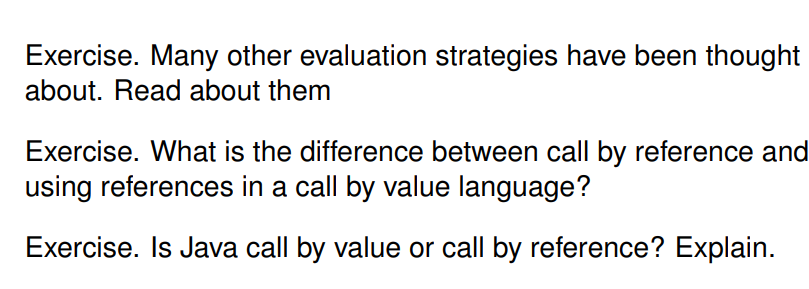 Exercise. Many other evaluation strategies have been thought
about. Read about them
Exercise. What is the difference between call by reference and
using references in a call by value language?
Exercise. Is Java call by value or call by reference? Explain.